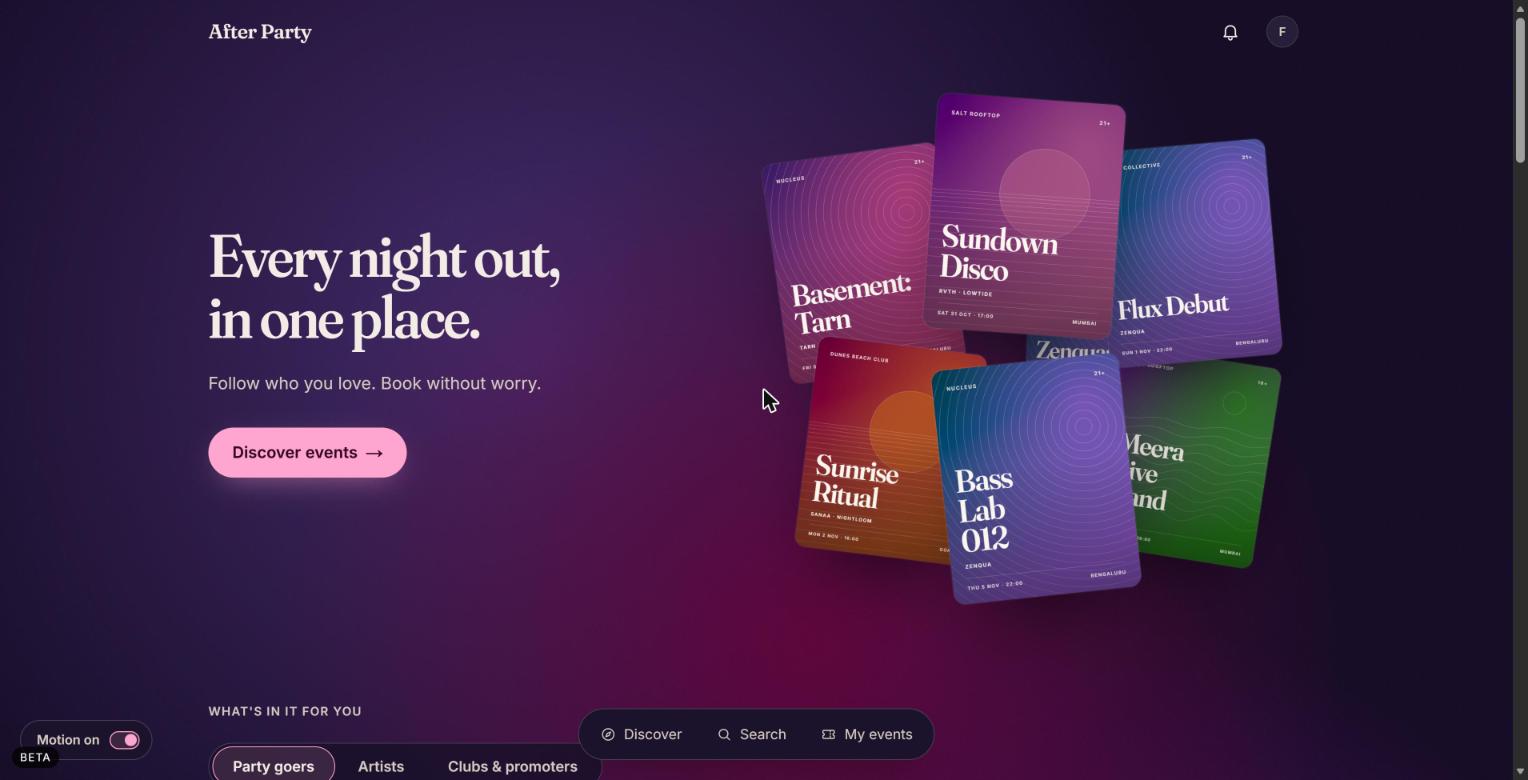 After Party
F
Every night out,
in one place.
Follow who you love. Book without worry.
Discover events →
NUCLEUS
21+
Basement:
Tarn
TARN
FRI
SALT ROOFTOP
21+
Sundown
Disco
RVTH · LOWTIDE
SAT 31 OCT · 17:00
MUMBAI
COLLECTIVE
21+
Flux Debut
ZENQUA
SUN 1 NOV · 22:00
BENGALURU
Zenqua
DUNES BEACH CLUB
Sunrise
Ritual
SANAA · NIGHTLOOM
MON 2 NOV · 16:00
NUCLEUS
21+
Bass
Lab
012
ZENQUA
THU 5 NOV · 22:00
BENGALURU
Meera
MUMBAI
WHAT'S IN IT FOR YOU
Party goers
Artists
Clubs & promoters
Motion on
BETA
Discover
Search
My events